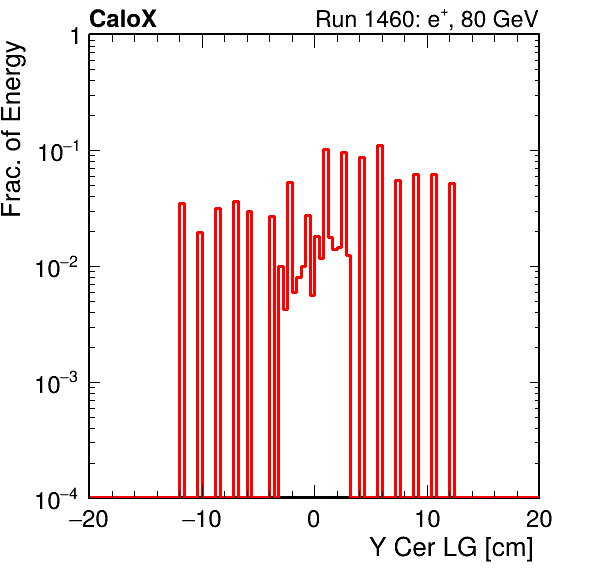 CaloX Run 1460: e⁺, 80 GeV
Frac. of Energy
1
10⁻¹
10⁻²
10⁻³
10⁻⁴
−20 −10 0 10 20
Y Cer LG [cm]